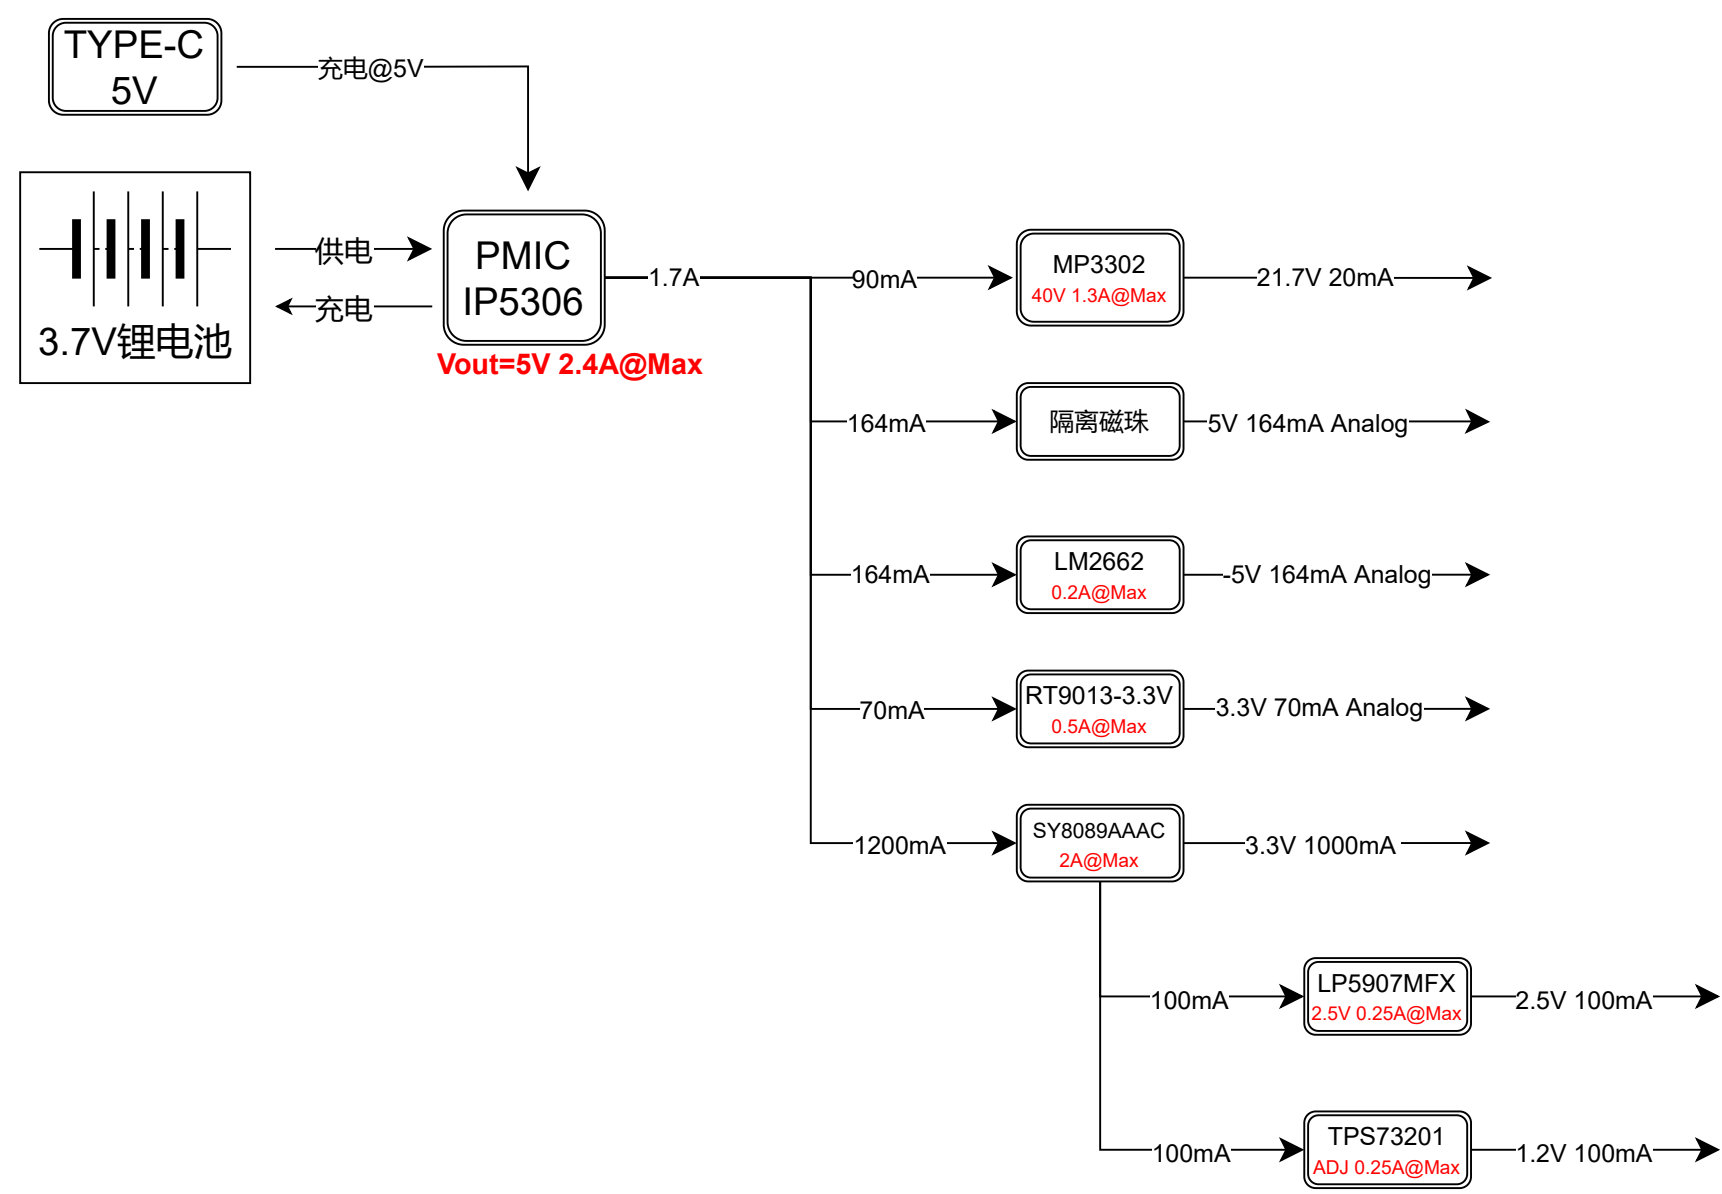 TYPE-C
5V
充电@5V
供电
充电
3.7V锂电池
PMIC
IP5306
Vout=5V 2.4A@Max
1.7A
90mA
MP3302
40V 1.3A@Max
21.7V 20mA
164mA
隔离磁珠
5V 164mA Analog
164mA
LM2662
0.2A@Max
-5V 164mA Analog
70mA
RT9013-3.3V
0.5A@Max
3.3V 70mA Analog
1200mA
SY8089AAAC
2A@Max
3.3V 1000mA
100mA
LP5907MFX
2.5V 0.25A@Max
2.5V 100mA
100mA
TPS73201
ADJ 0.25A@Max
1.2V 100mA